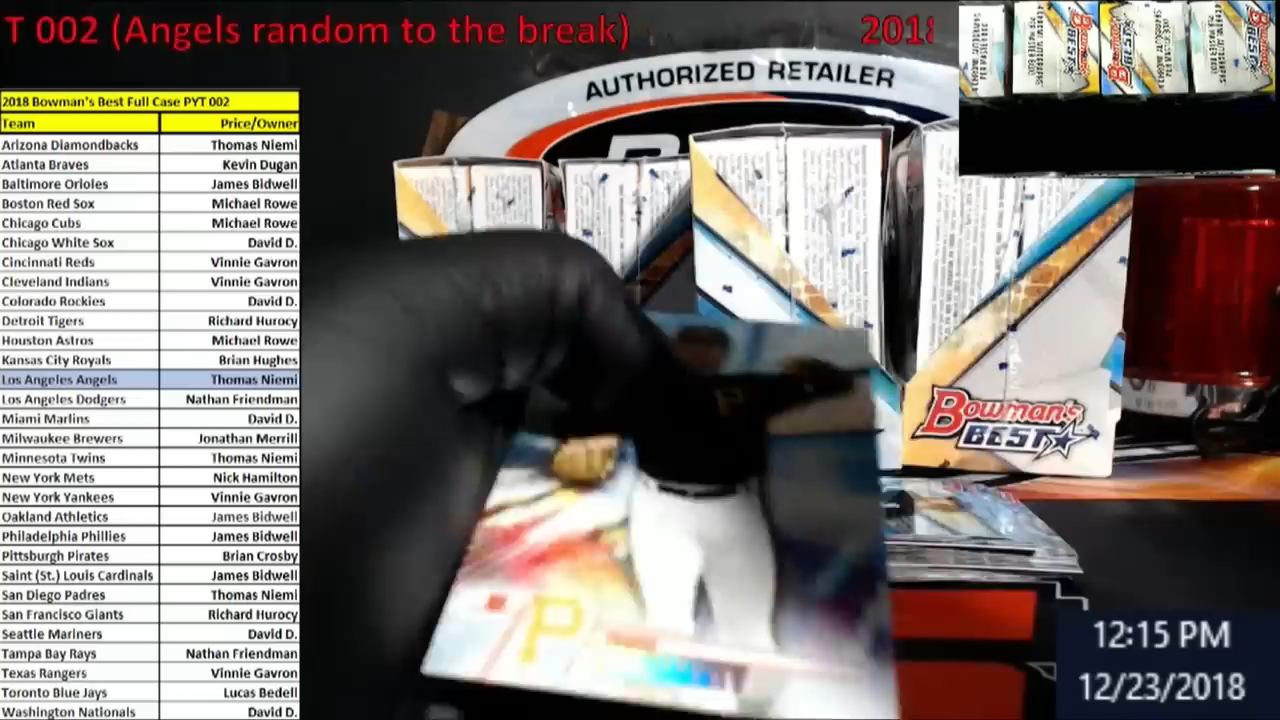 T 002 (Angels random to the break)
2018
AUTHORIZED RETAILER
2018 Bowman's Best Full Case PYT 002
Team Price/Owner
Arizona Diamondbacks Thomas Niemi
Atlanta Braves Kevin Dugan
Baltimore Orioles James Bidwell
Boston Red Sox Michael Rowe
Chicago Cubs Michael Rowe
Chicago White Sox David D.
Cincinnati Reds Vinnie Gavron
Cleveland Indians Vinnie Gavron
Colorado Rockies David D.
Detroit Tigers Richard Hurocy
Houston Astros Michael Rowe
Kansas City Royals Brian Hughes
Los Angeles Angels Thomas Niemi
Los Angeles Dodgers Nathan Friendman
Miami Marlins David D.
Milwaukee Brewers Jonathan Merrill
Minnesota Twins Thomas Niemi
New York Mets Nick Hamilton
New York Yankees Vinnie Gavron
Oakland Athletics James Bidwell
Philadelphia Phillies James Bidwell
Pittsburgh Pirates Brian Crosby
Saint (St.) Louis Cardinals James Bidwell
San Diego Padres Thomas Niemi
San Francisco Giants Richard Hurocy
Seattle Mariners David D.
Tampa Bay Rays Nathan Friendman
Texas Rangers Vinnie Gavron
Toronto Blue Jays Lucas Bedell
Washington Nationals David D.
BOWMAN'S
BEST
P
12:15 PM
12/23/2018